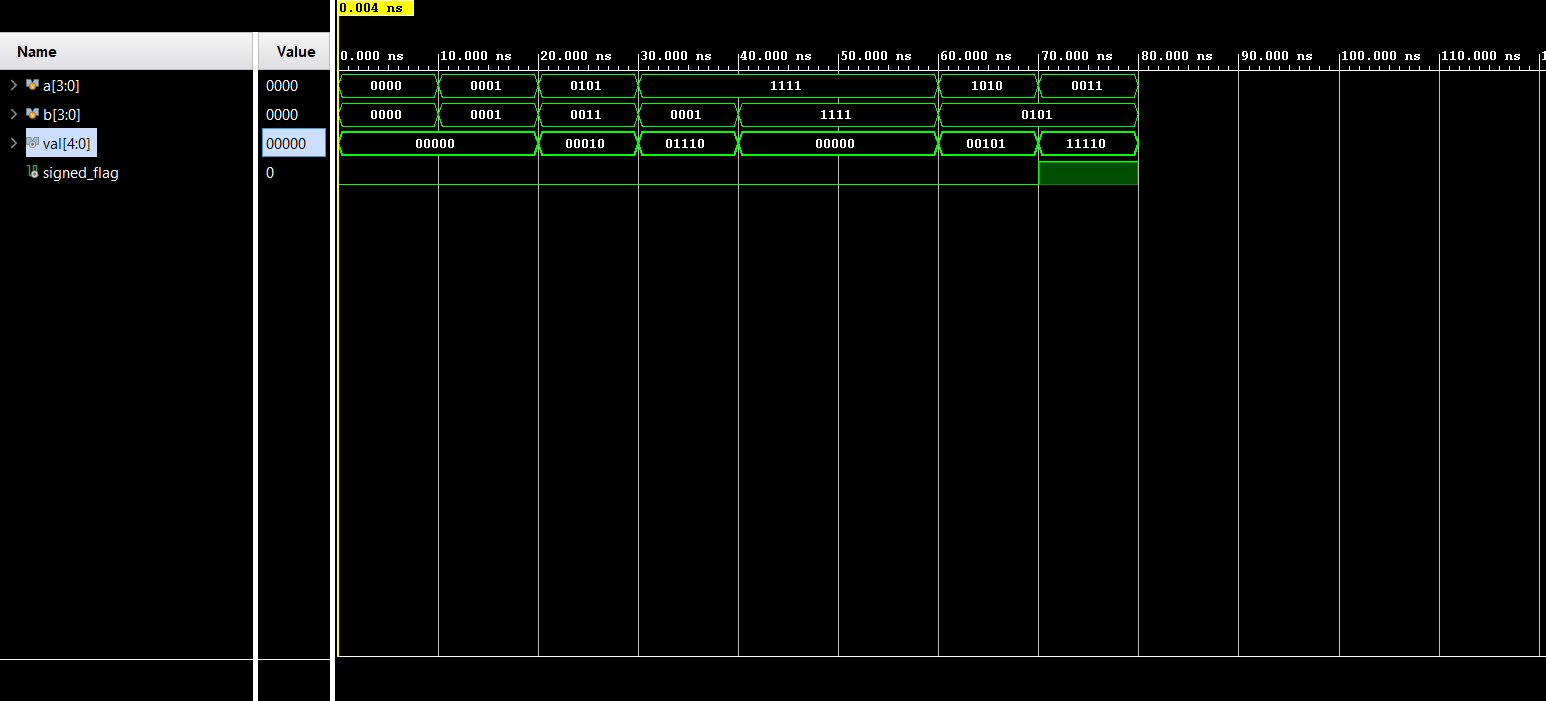 0.004 ns
Name Value
0.000 ns 10.000 ns 20.000 ns 30.000 ns 40.000 ns 50.000 ns 60.000 ns 70.000 ns 80.000 ns 90.000 ns 100.000 ns 110.000 ns
a[3:0] 0000 0000 0001 0101 1111 1010 0011
b[3:0] 0000 0000 0001 0011 0001 1111 0101
val[4:0] 00000 00000 00010 01110 00000 00101 11110
signed_flag 0